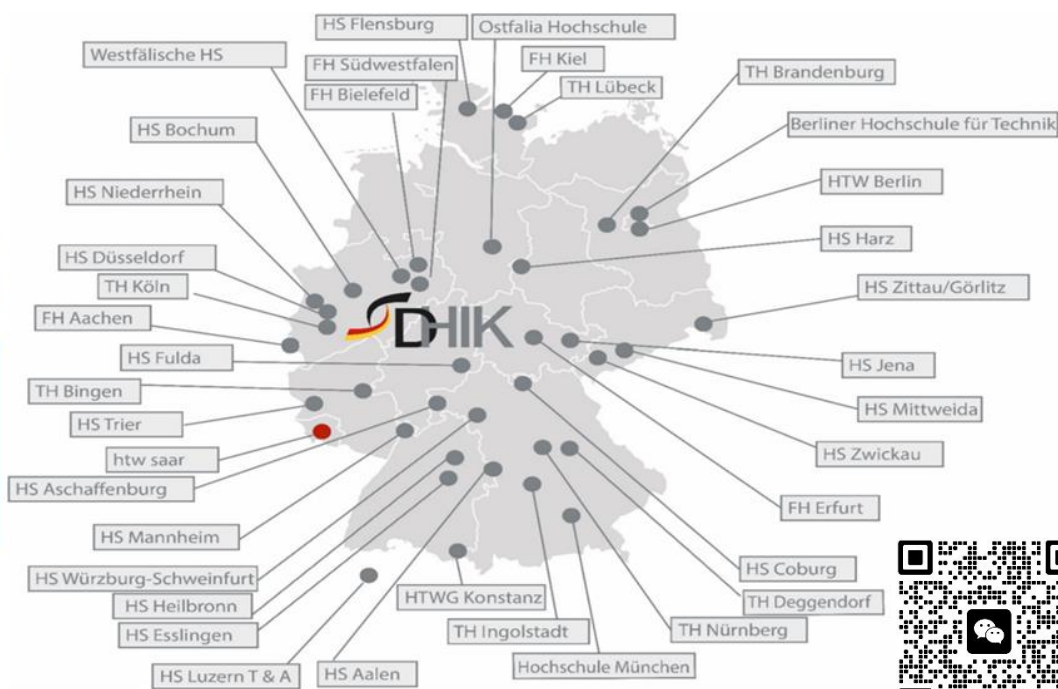 HS Flensburg
Ostfalia Hochschule
Westfälische HS
FH Südwestfalen
FH Kiel
TH Brandenburg
FH Bielefeld
TH Lübeck
HS Bochum
Berliner Hochschule für Technik
HS Niederrhein
HTW Berlin
HS Düsseldorf
HS Harz
TH Köln
HS Zittau/Görlitz
FH Aachen
DHIK
HS Fulda
HS Jena
TH Bingen
HS Mittweida
HS Trier
htw saar
HS Zwickau
HS Aschaffenburg
FH Erfurt
HS Mannheim
HS Coburg
HS Würzburg-Schweinfurt
HTWG Konstanz
TH Deggendorf
HS Heilbronn
TH Ingolstadt
TH Nürnberg
HS Esslingen
HS Luzern T & A
HS Aalen
Hochschule München